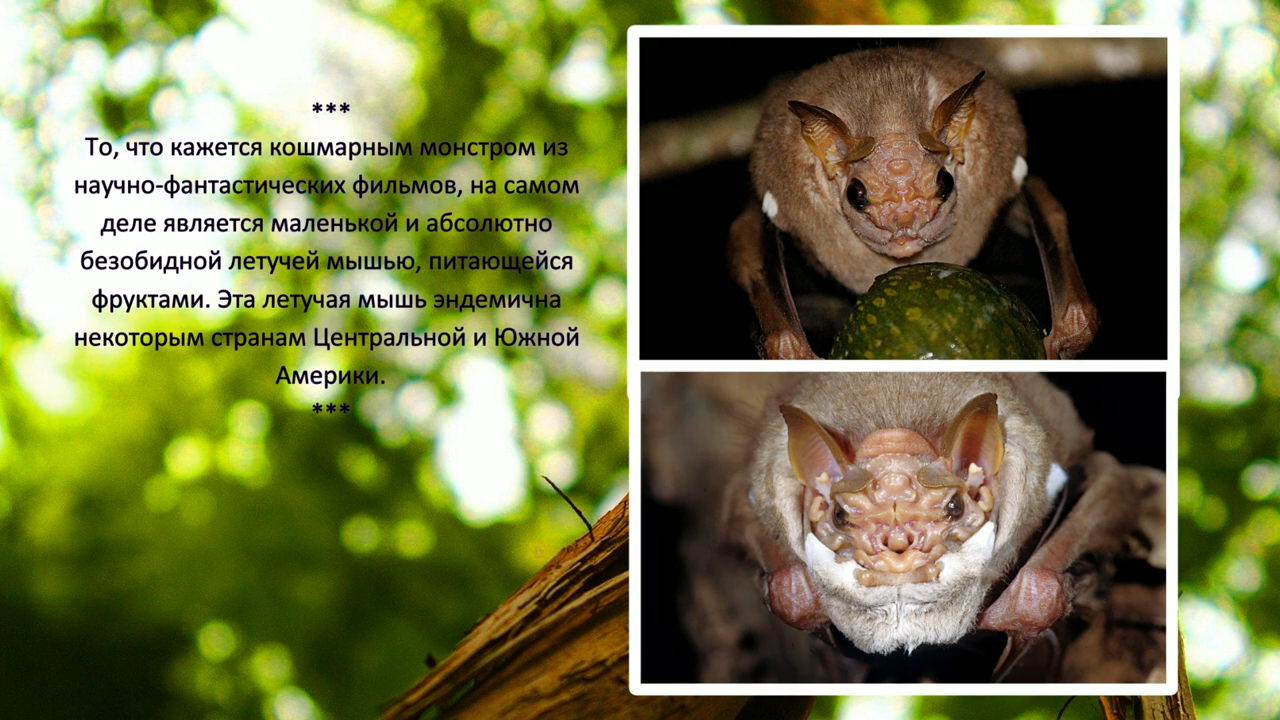 ***
То, что кажется кошмарным монстром из
научно-фантастических фильмов, на самом
деле является маленькой и абсолютно
безобидной летучей мышью, питающейся
фруктами. Эта летучая мышь эндемична
некоторым странам Центральной и Южной
Америки.
***